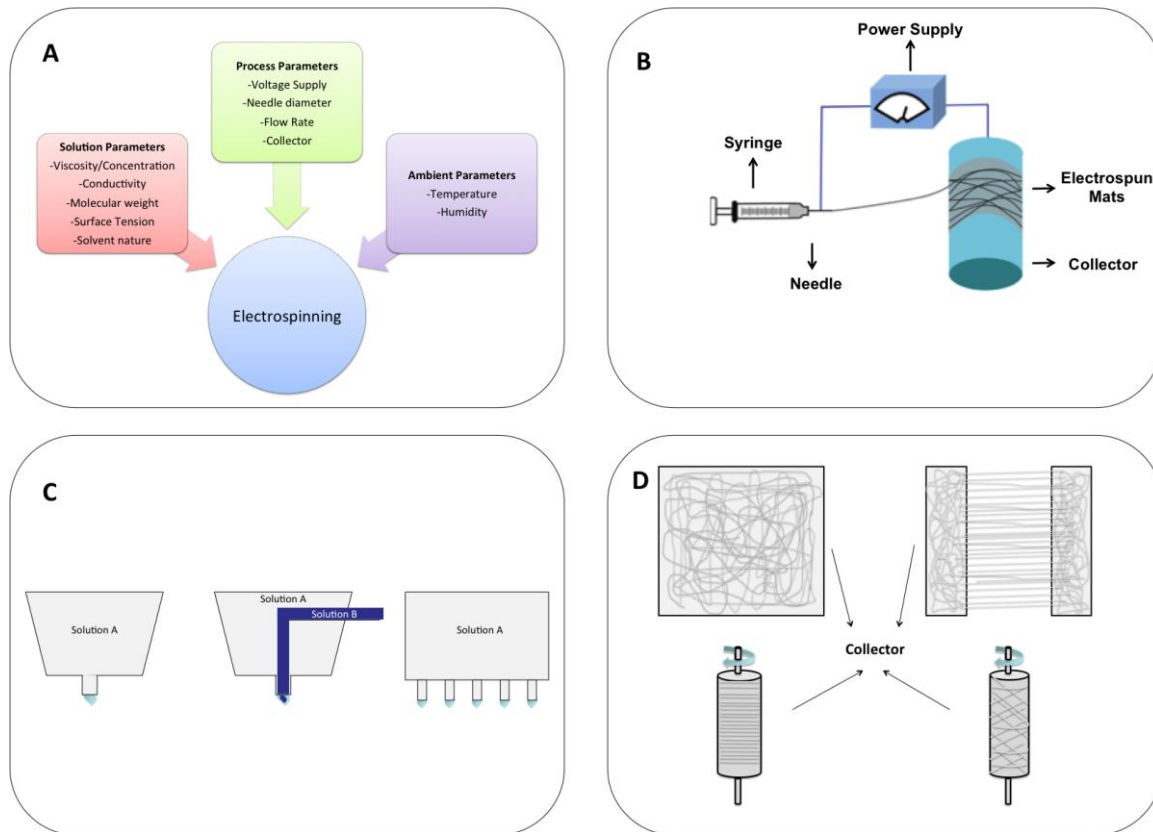 A
Process Parameters
-Voltage Supply
-Needle diameter
-Flow Rate
-Collector
Solution Parameters
-Viscosity/Concentration
-Conductivity
-Molecular weight
-Surface Tension
-Solvent nature
Ambient Parameters
-Temperature
-Humidity
Electrospinning
B
Power Supply
Syringe
Needle
Electrospun
Mats
Collector
C
Solution A
Solution A
Solution B
Solution A
D
Collector